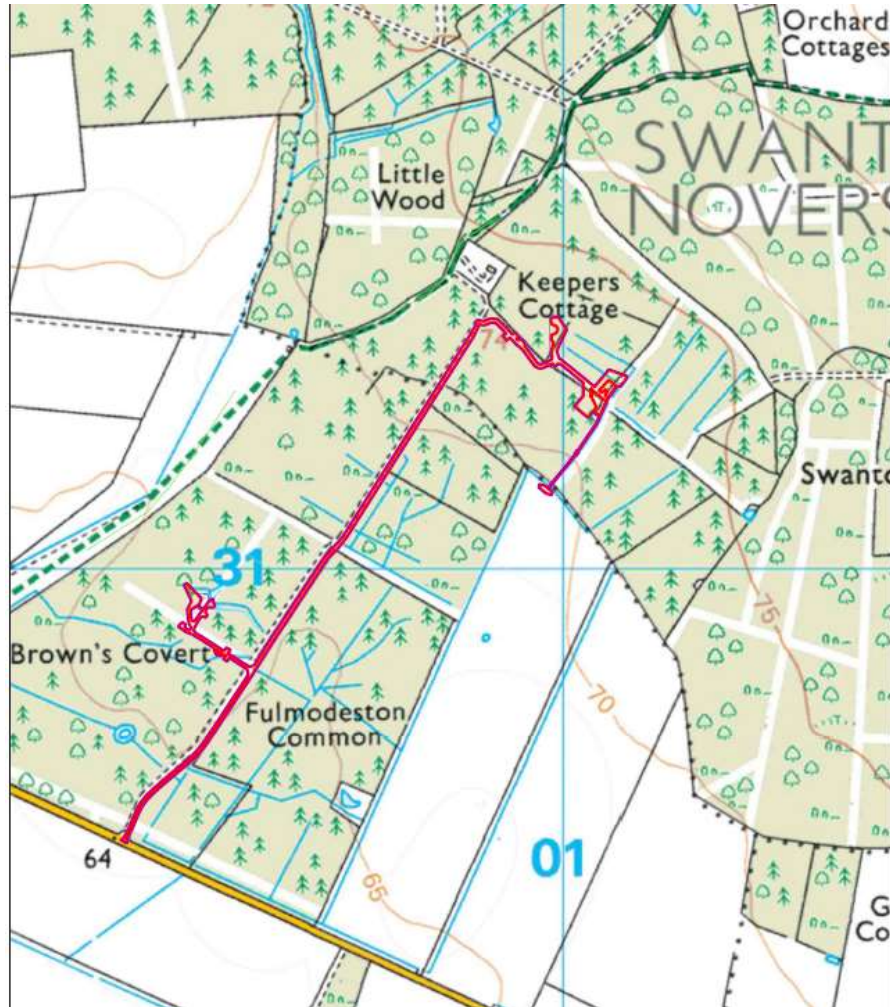 Orchard
Cottages
SWANT
NOVERS
Little
Wood
Keepers
Cottage
74
Swanto
31
75
Brown's Covert
70
Fulmodeston
Common
64
01
65
G
Co